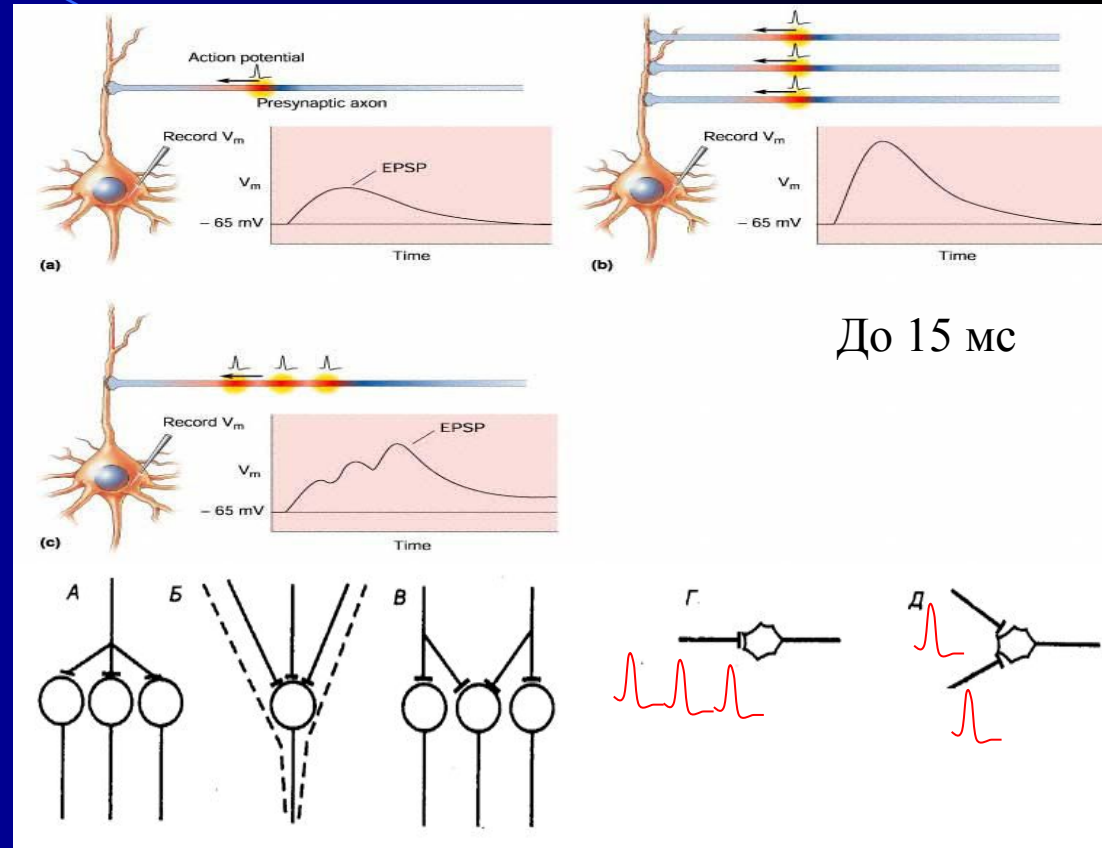 Action potential
Presynaptic axon
Record Vm
EPSP
Vm
– 65 mV
Time
(a)
Record Vm
Vm
– 65 mV
Time
(b)
До 15 мс
Record Vm
EPSP
Vm
– 65 mV
Time
(c)
А
Б
В
Г.
Д